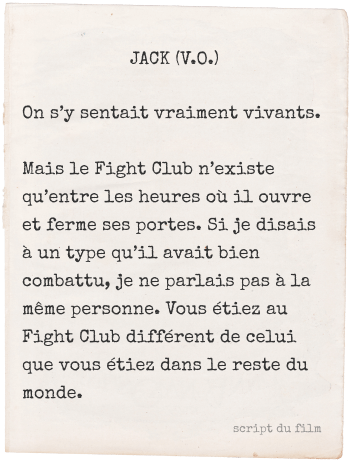 JACK (V.O.)
On s'y sentait vraiment vivants.
Mais le Fight Club n'existe
qu'entre les heures où il ouvre
et ferme ses portes. Si je disais
à un type qu'il avait bien
combattu, je ne parlais pas à la
même personne. Vous étiez au
Fight Club différent de celui
que vous étiez dans le reste du
monde.
script du film